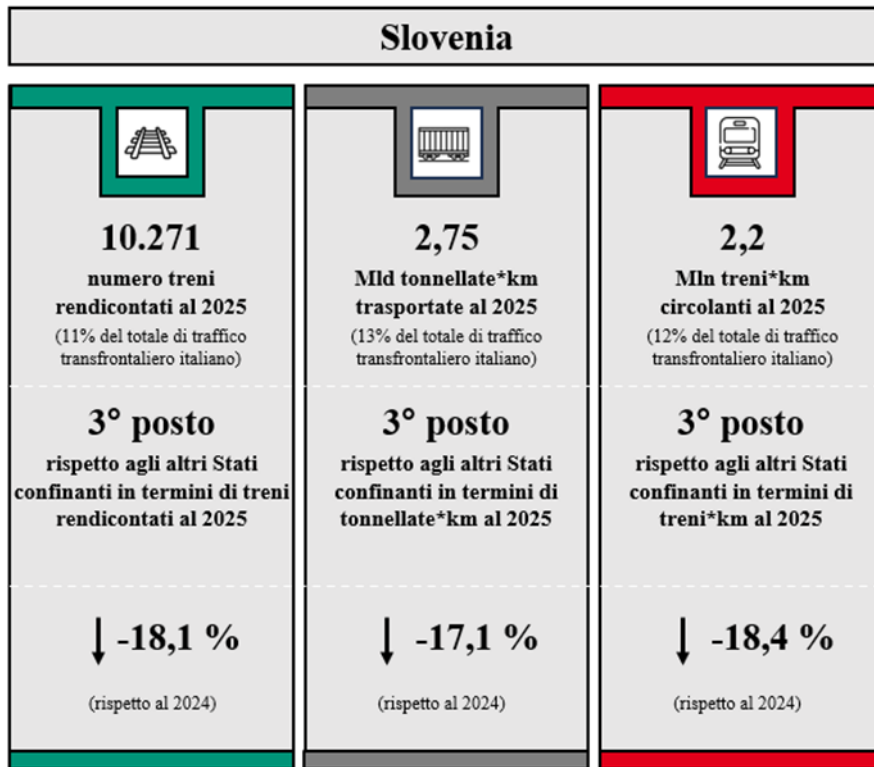 Slovenia
10.271
numero treni
rendicontati al 2025
(11% del totale di traffico
transfrontaliero italiano)
3° posto
rispetto agli altri Stati
confinanti in termini di treni
rendicontati al 2025
-18,1 %
(rispetto al 2024)
2,75
Mld tonnellate*km
trasportate al 2025
(13% del totale di traffico
transfrontaliero italiano)
3° posto
rispetto agli altri Stati
confinanti in termini di
tonnellate*km al 2025
-17,1 %
(rispetto al 2024)
2,2
Mln treni*km
circolanti al 2025
(12% del totale di traffico
transfrontaliero italiano)
3° posto
rispetto agli altri Stati
confinanti in termini di
treni*km al 2025
-18,4 %
(rispetto al 2024)